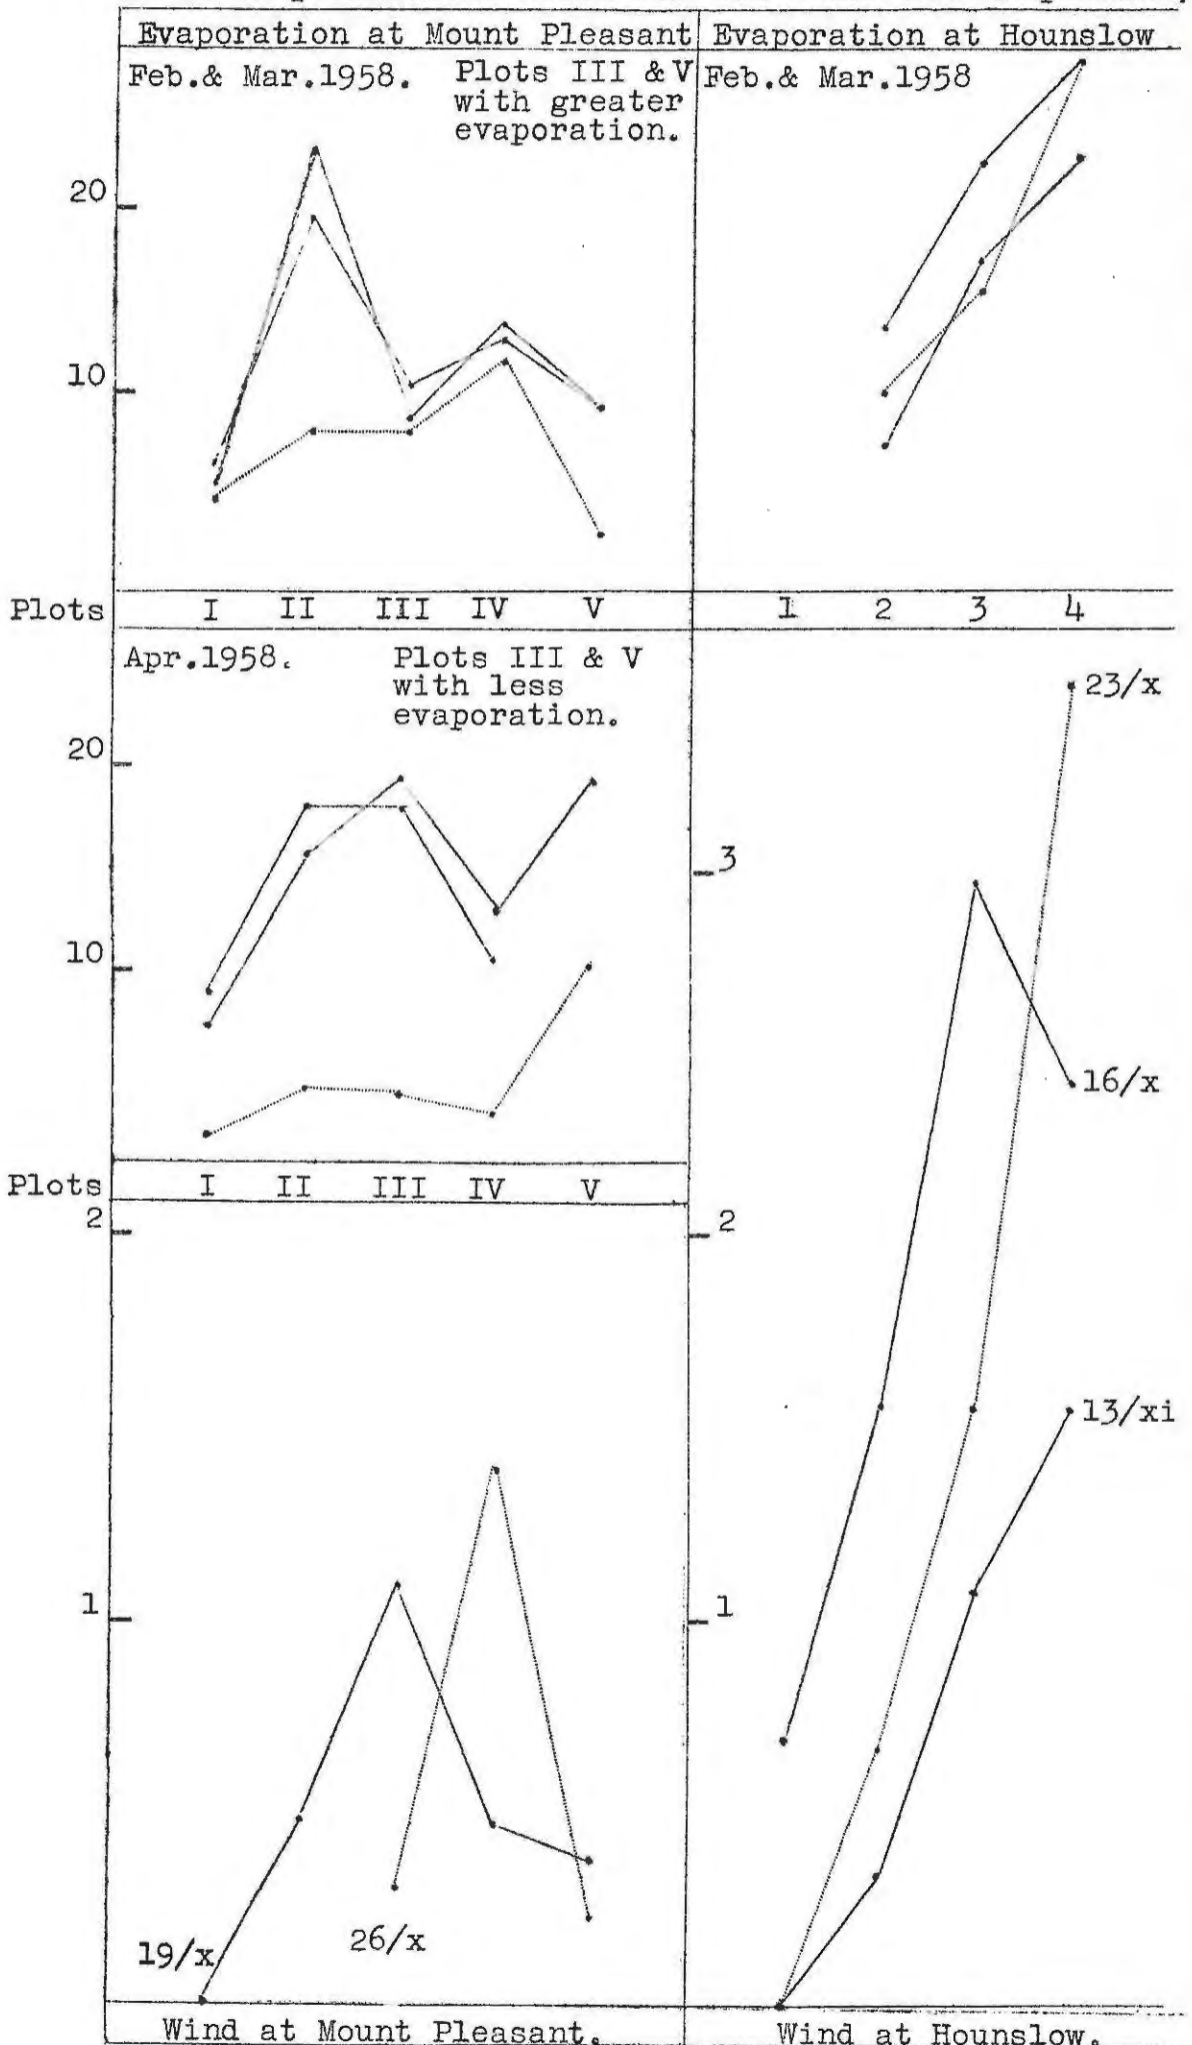 Evaporation at Mount Pleasant
Evaporation at Hounslow
Feb.& Mar.1958.
Plots III & V
with greater
evaporation.
Feb.& Mar.1958
20
10
Plots I II III IV V
1 2 3 4
Apr.1958.
Plots III & V
with less
evaporation.
20
10
Plots I II III IV V
23/x
3
16/x
2
2
13/xi
1
1
19/x
26/x
Wind at Mount Pleasant.
Wind at Hounslow.